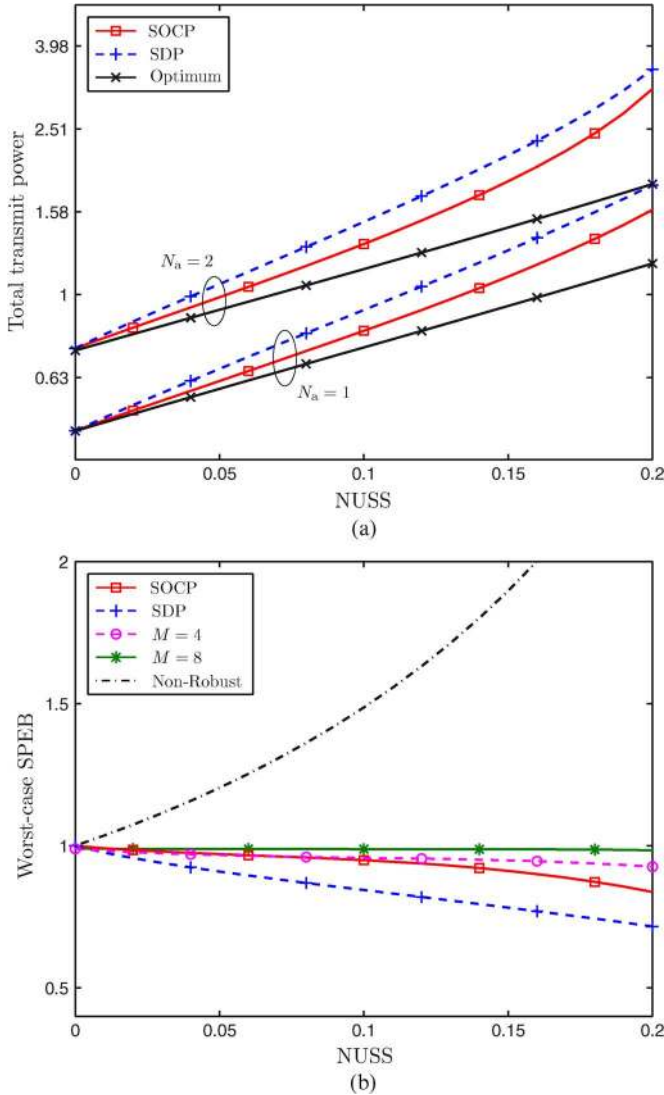 SOCP
SDP
Optimum
3.98
2.51
1.58
1
0.63
Total transmit power
N_a = 2
N_a = 1
0
0.05
0.1
0.15
0.2
NUSS
(a)
SOCP
SDP
M = 4
M = 8
Non-Robust
2
1.5
1
0.5
Worst-case SPEB
0
0.05
0.1
0.15
0.2
NUSS
(b)